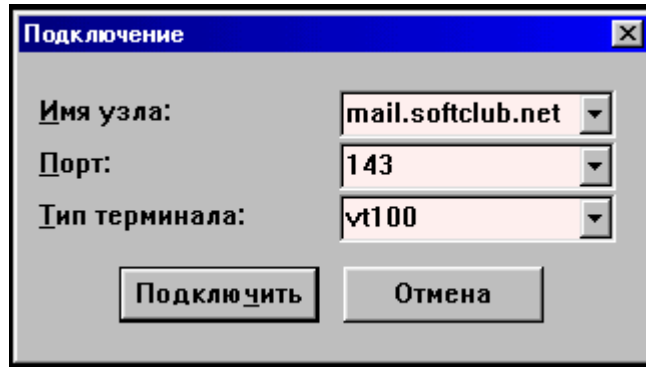 Подключение
Имя узла: mail.softclub.net
Порт: 143
Тип терминала: vt100
Подключить Отмена